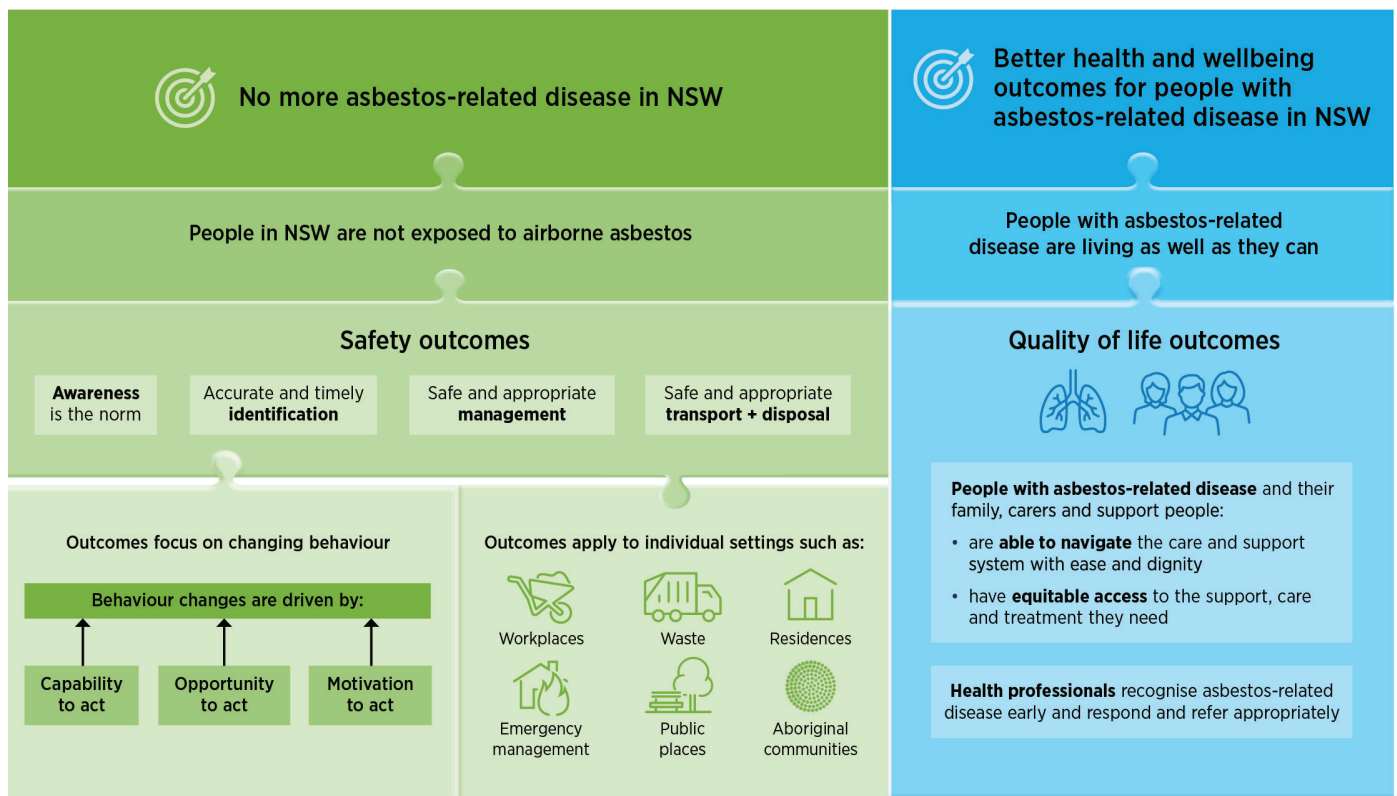 No more asbestos-related disease in NSW
People in NSW are not exposed to airborne asbestos
Safety outcomes
Awareness
is the norm
Accurate and timely
identification
Safe and appropriate
management
Safe and appropriate
transport + disposal
Outcomes focus on changing behaviour
Behaviour changes are driven by:
Capability
to act
Opportunity
to act
Motivation
to act
Outcomes apply to individual settings such as:
Workplaces
Waste
Residences
Emergency
management
Public
places
Aboriginal
communities
Better health and wellbeing
outcomes for people with
asbestos-related disease in NSW
People with asbestos-related
disease are living as well as they can
Quality of life outcomes
People with asbestos-related disease and their
family, carers and support people:
• are able to navigate the care and support
system with ease and dignity
• have equitable access to the support, care
and treatment they need
Health professionals recognise asbestos-related
disease early and respond and refer appropriately